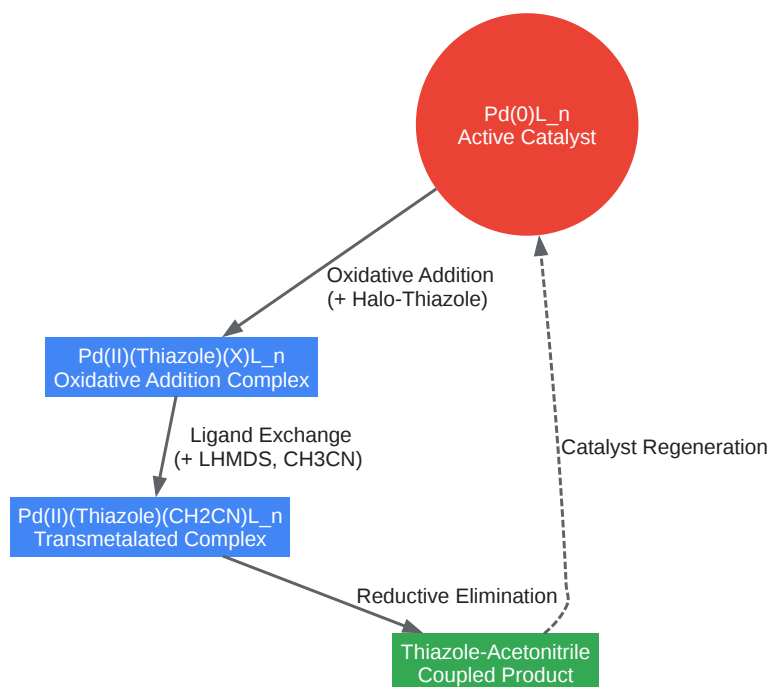 Pd(0)L_n
Active Catalyst
Oxidative Addition
(+ Halo-Thiazole)
Pd(II)(Thiazole)(X)L_n
Oxidative Addition Complex
Ligand Exchange
(+ LHMDS, CH3CN)
Catalyst Regeneration
Pd(II)(Thiazole)(CH2CN)L_n
Transmetalated Complex
Reductive Elimination
Thiazole-Acetonitrile
Coupled Product